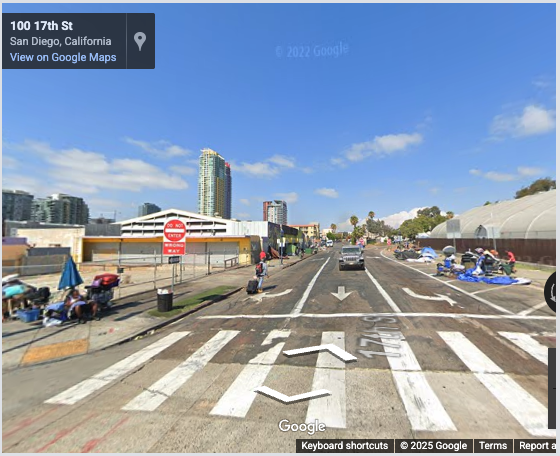 100 17th St
San Diego, California
View on Google Maps
© 2022 Google
DO NOT
ENTER
WRONG
WAY
17th S
Google
Keyboard shortcuts
© 2025 Google
Terms
Report a